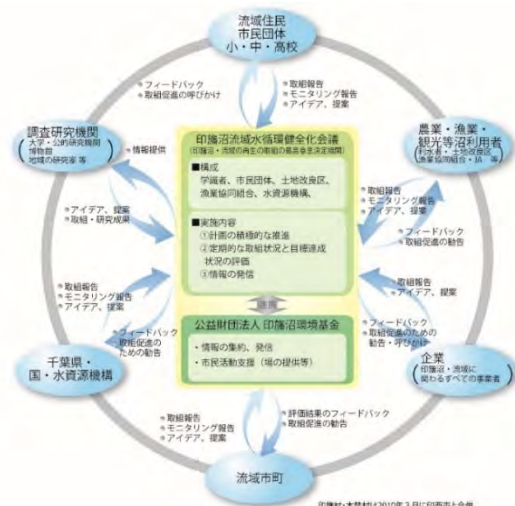 流域住民
市民団体
小・中・高校
フィードバック
取組促進の呼びかけ
取組報告
モニタリング報告
アイデア、提案
調査研究機関
大学・公的研究機関
博物館
地域の研究室 等
情報提供
アイデア、提案
取組・研究成果
印旛沼流域水循環健全化会議
■構成
学識者、市民団体、土地改良区、
漁業協同組合、水資源機構、
■実施内容
①計画の積極的な推進
②定期的な取組状況と目標達成
状況の評価
③情報の発信
連携
公益財団法人 印旛沼環境基金
・情報の集約、発信
・市民活動支援（場の提供等）
農業・漁業・
観光等沼利用者
取組報告
モニタリング報告
アイデア、提案
フィードバック
取組促進の勧告
取組報告
モニタリング報告
アイデア、提案
フィードバック
取組促進
のための勧告
千葉県・
国・水資源機構
取組報告
アイデア、提案
フィードバック
取組促進のための
勧告・呼びかけ
企業
印旛沼・流域に
関わるすべての事業者
取組報告
モニタリング報告
アイデア、提案
評価結果のフィードバック
取組促進の勧告
流域市町